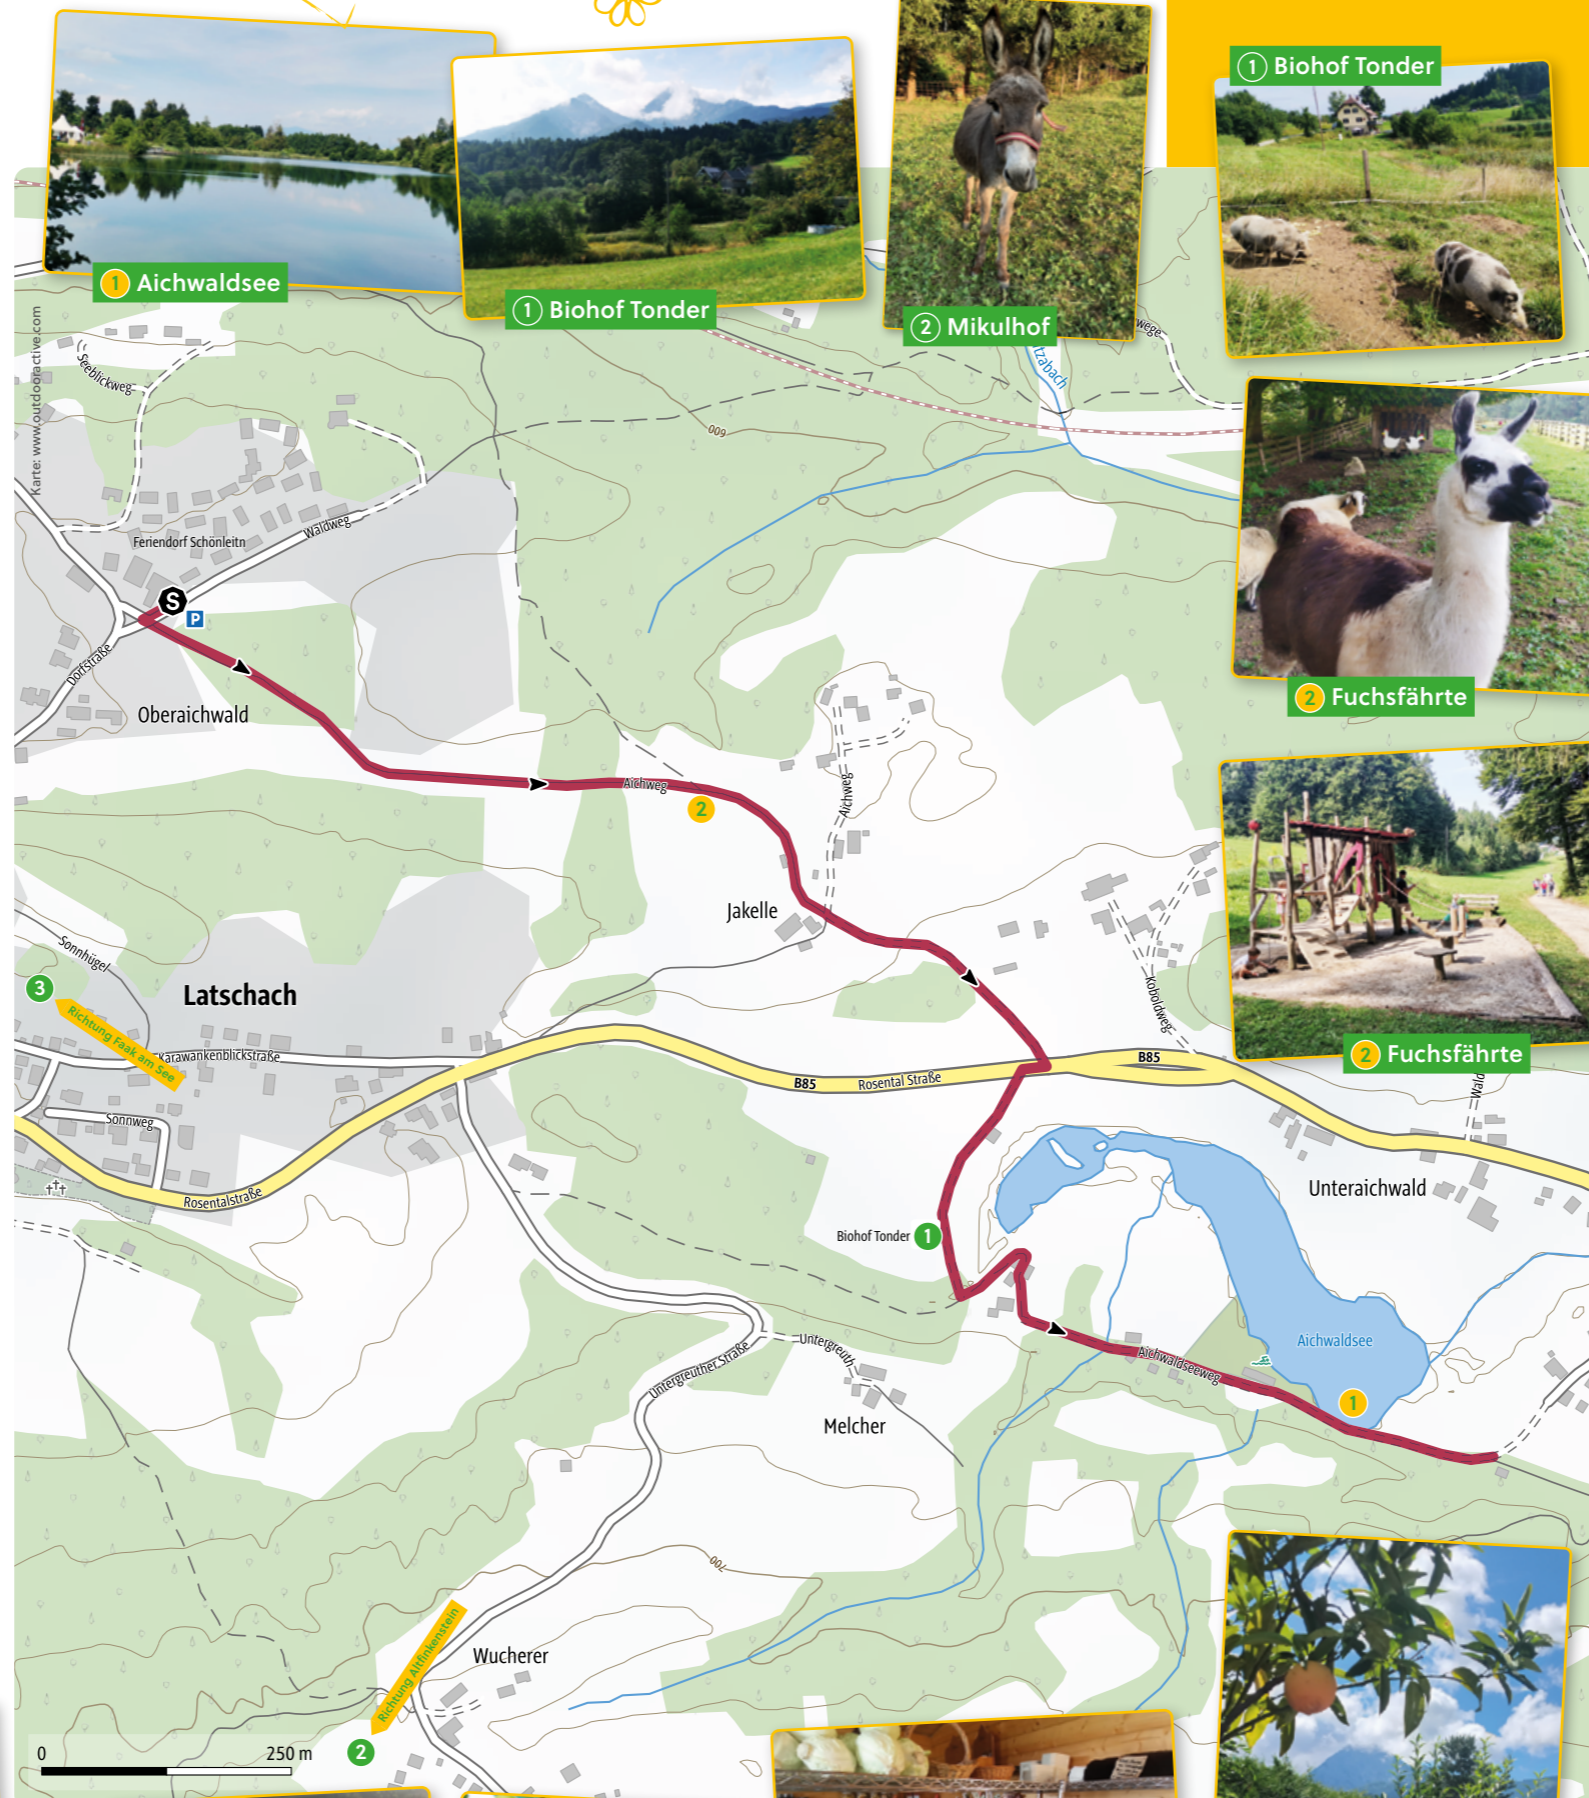 1 Biohof Tonder
1 Aichwaldsee
1 Biohof Tonder
2 Mikulhof
Karte: www.outdooractive.com
Seeblickweg
wege
tzabach
600
2 Fuchsfährte
Feriendorf Schönleitn
Waldweg
S
P
Dorfstraße
Oberaichwald
Aichweg
2
Aichweg
Jakelle
2 Fuchsfährte
Sonnhügel
3
Latschach
Richtung Faak am See
Karawankenblickstraße
Koboldweg
B85
B85
Rosental Straße
Wald
Sonnweg
Rosentalstraße
Unteraichwald
Biohof Tonder 1
Aichwaldsee
Untergreuth
Untergreuther Straße
Aichwaldseeweg
1
Melcher
700
Richtung Altfinkenstein
Wucherer
2
0 250 m